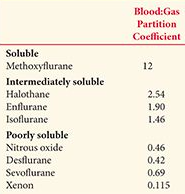 Blood:Gas
Partition
Coefficient
Soluble
Methoxyflurane 12
Intermediately soluble
Halothane 2.54
Enflurane 1.90
Isoflurane 1.46
Poorly soluble
Nitrous oxide 0.46
Desflurane 0.42
Sevoflurane 0.69
Xenon 0.115